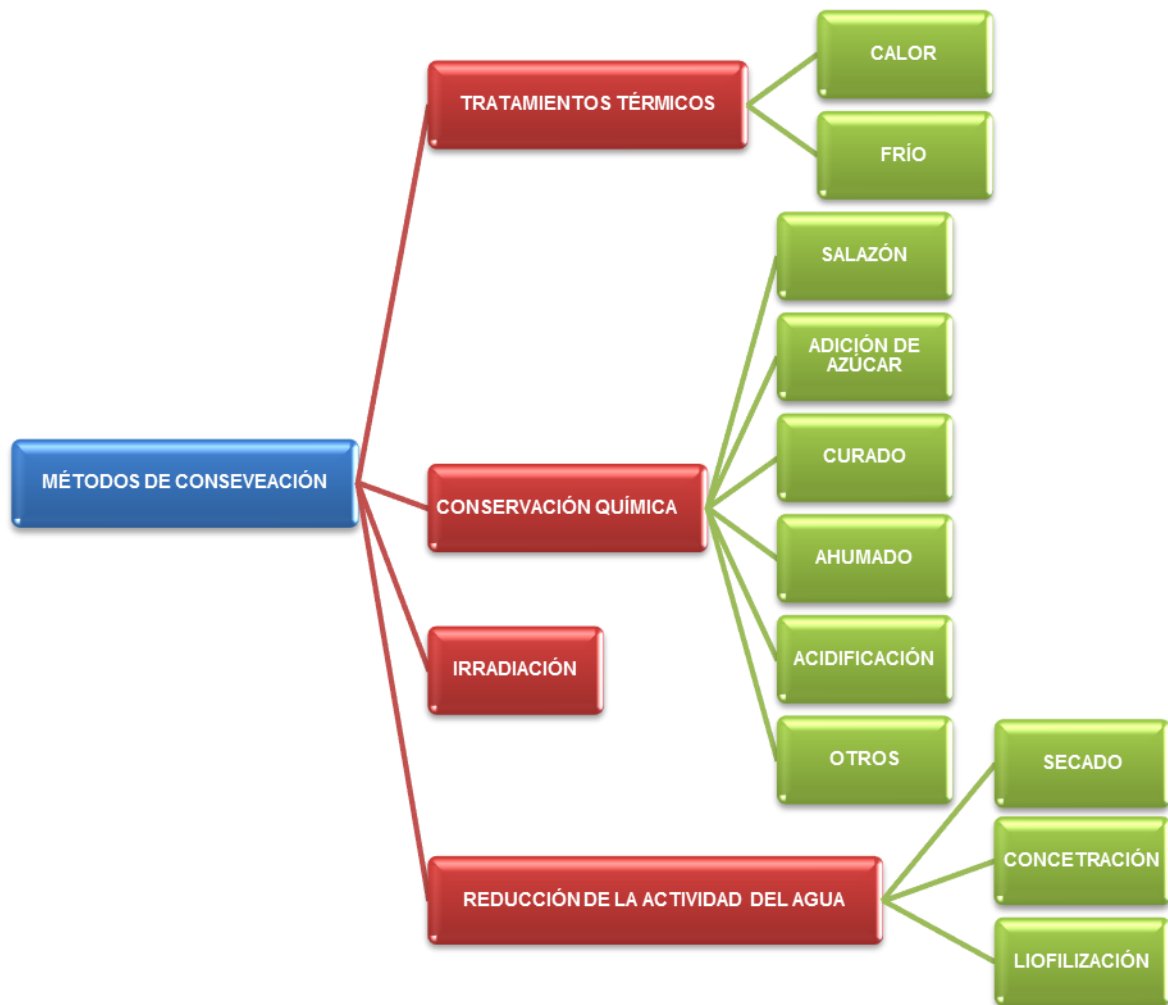 MÉTODOS DE CONSEVEACIÓN
TRATAMIENTOS TÉRMICOS
CALOR
FRÍO
CONSERVACIÓN QUÍMICA
SALAZÓN
ADICIÓN DE
AZÚCAR
CURADO
AHUMADO
ACIDIFICACIÓN
OTROS
IRRADIACIÓN
REDUCCIÓN DE LA ACTIVIDAD DEL AGUA
SECADO
CONCETRACIÓN
LIOFILIZACIÓN